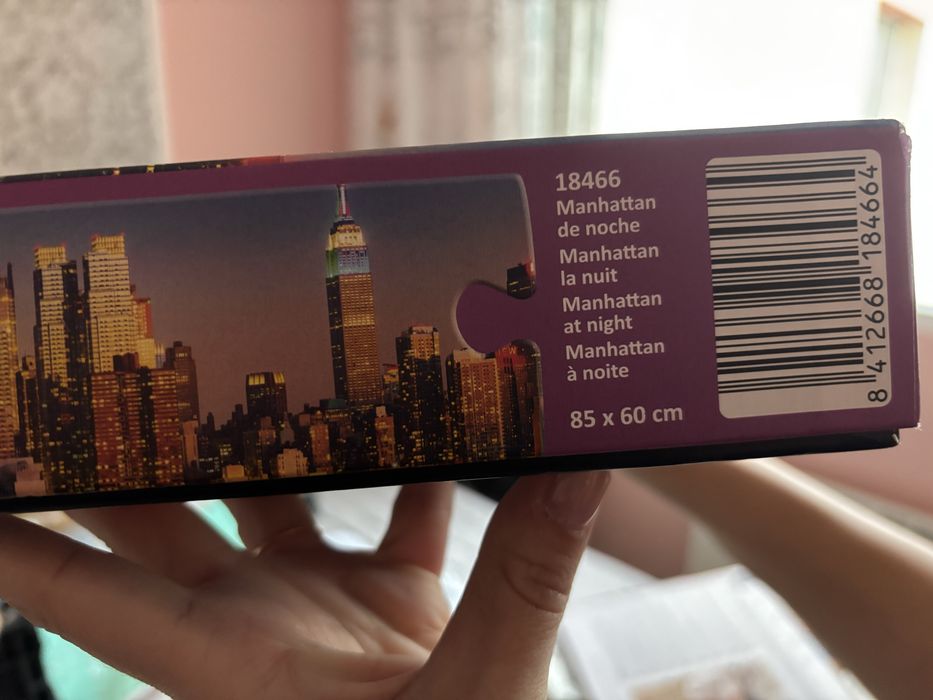 18466
Manhattan
de noche
Manhattan
la nuit
Manhattan
at night
Manhattan
à noite
85 x 60 cm
8 412668 184664